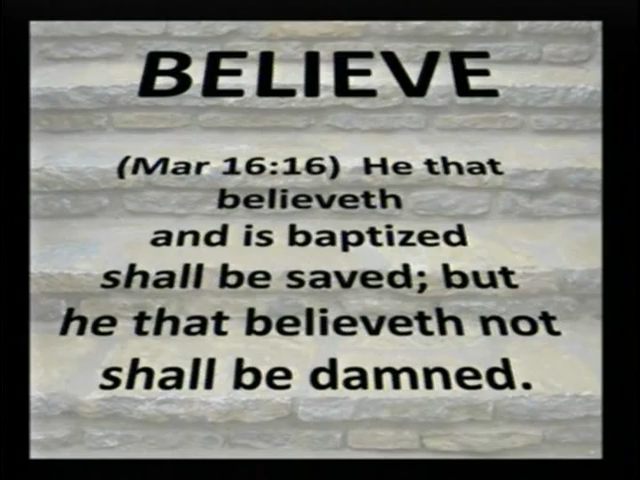 BELIEVE
(Mar 16:16) He that
believeth
and is baptized
shall be saved; but
he that believeth not
shall be damned.